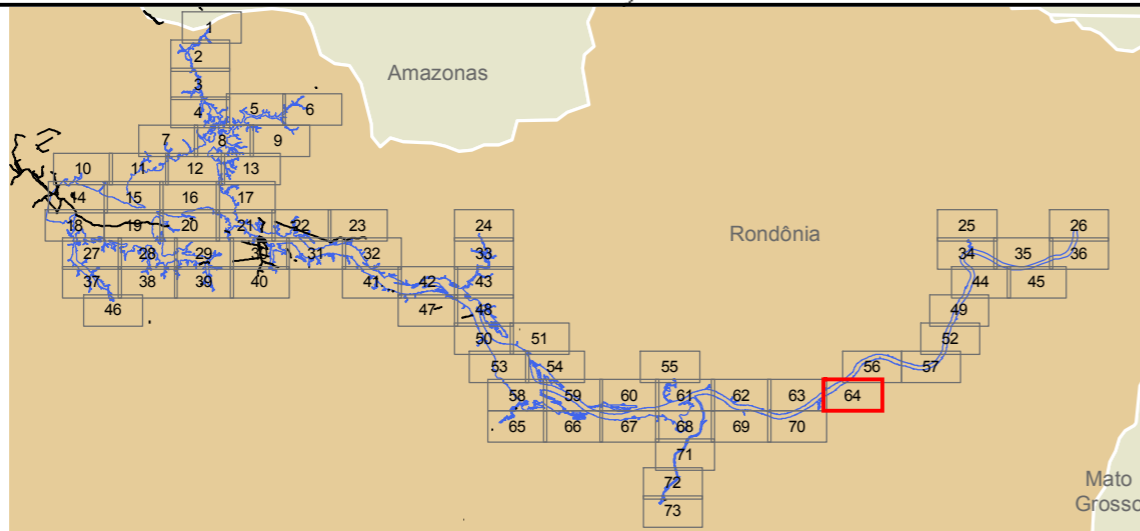 1
2
Amazonas
3
4 5 6
7 8 9
10 11 12 13
14 15 16 17
18 19 20 21 22 23 24 Rondônia 25 26
27 28 29 30 31 32 33 34 35 36
37 38 39 40 41 42 43 44 45
46 47 48 49
50 51 52
53 54 55 56 57
58 59 60 61 62 63 64
65 66 67 68 69 70
71
72 Mato
73 Grosso